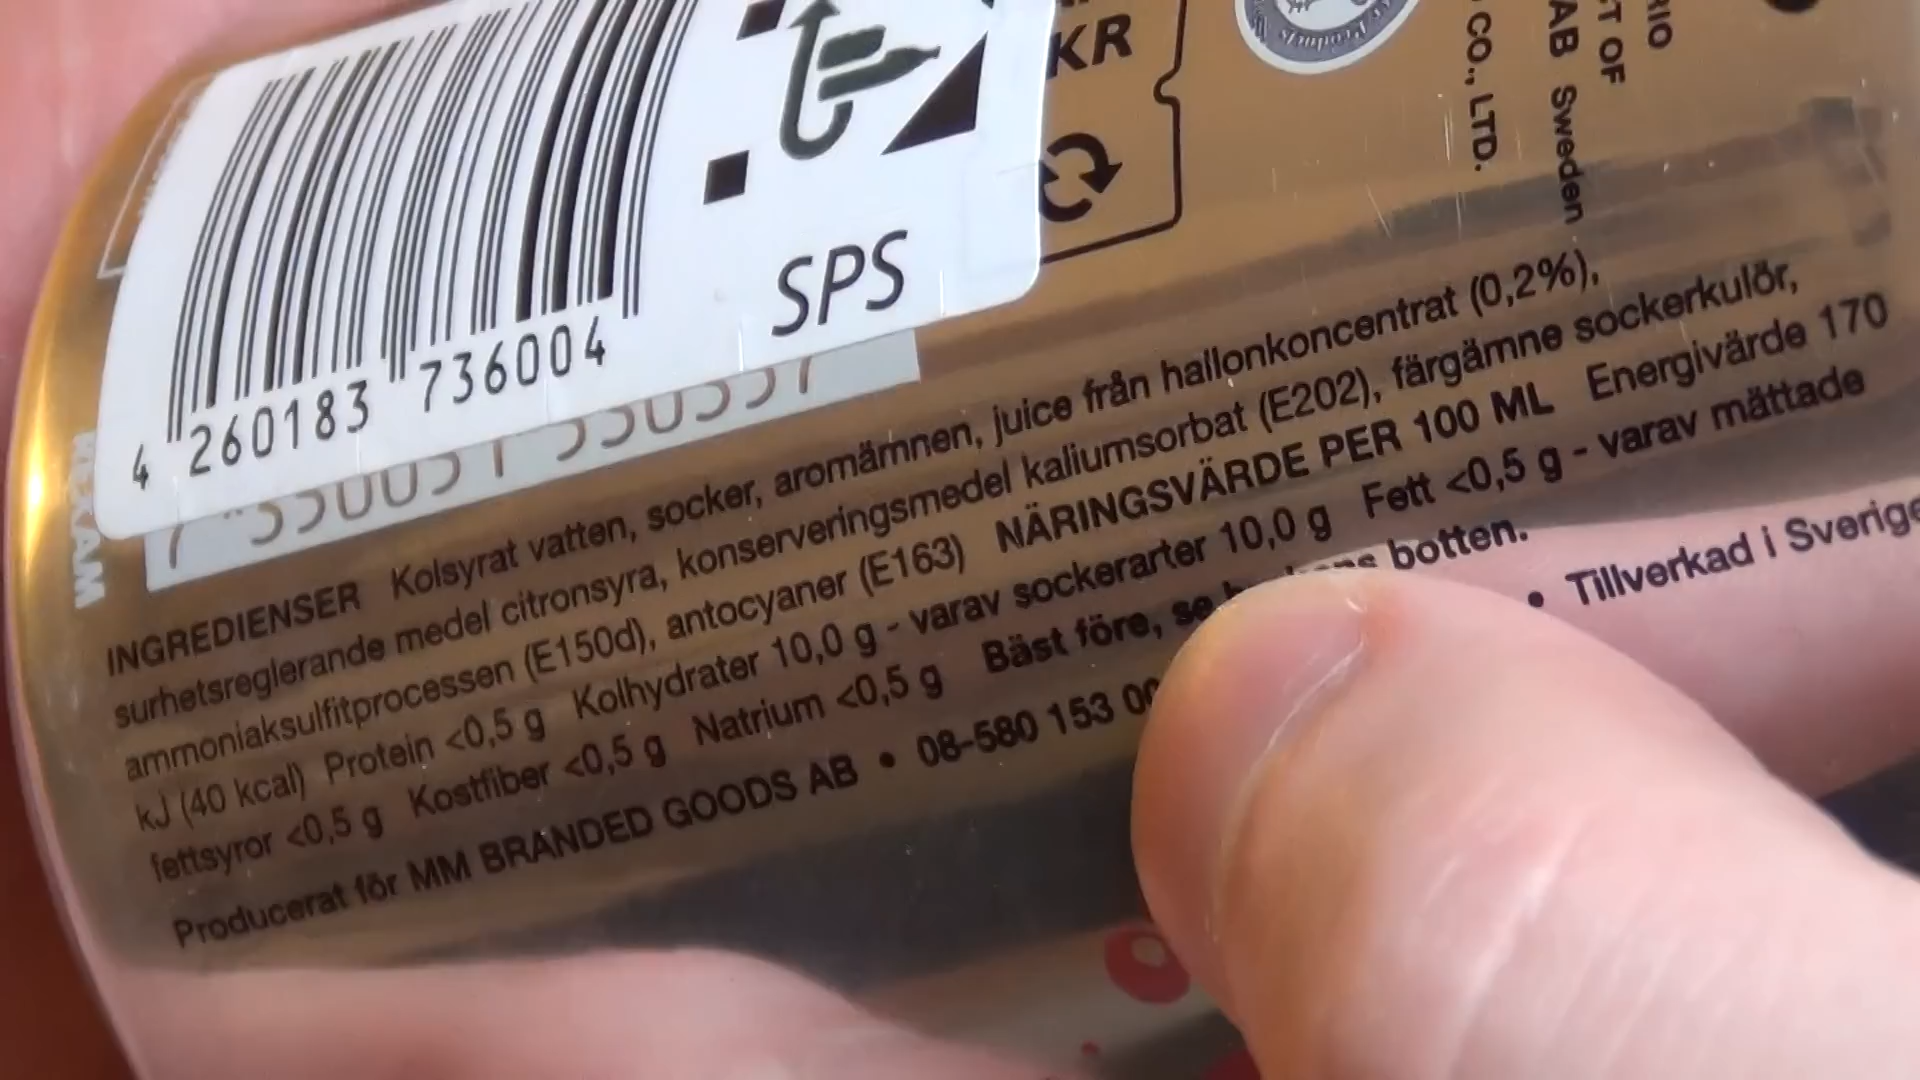 KR
Products
CO., LTD.
AB Sweden
T OF
RIO
SPS
4 260183 736004
INGREDIENSER Kolsyrat vatten, socker, aromämnen, juice från hallonkoncentrat (0,2%),
surhetsreglerande medel citronsyra, konserveringsmedel kaliumsorbat (E202), färgämne sockerkulör,
ammoniaksulfitprocessen (E150d), antocyaner (E163) NÄRINGSVÄRDE PER 100 ML Energivärde 170
kJ (40 kcal) Protein <0,5 g Kolhydrater 10,0 g - varav sockerarter 10,0 g Fett <0,5 g - varav mättade
fettsyror <0,5 g Kostfiber <0,5 g Natrium <0,5 g Bäst före, se botten.
Producerat för MM BRANDED GOODS AB • 08-580 153 00 • Tillverkad i Sverige